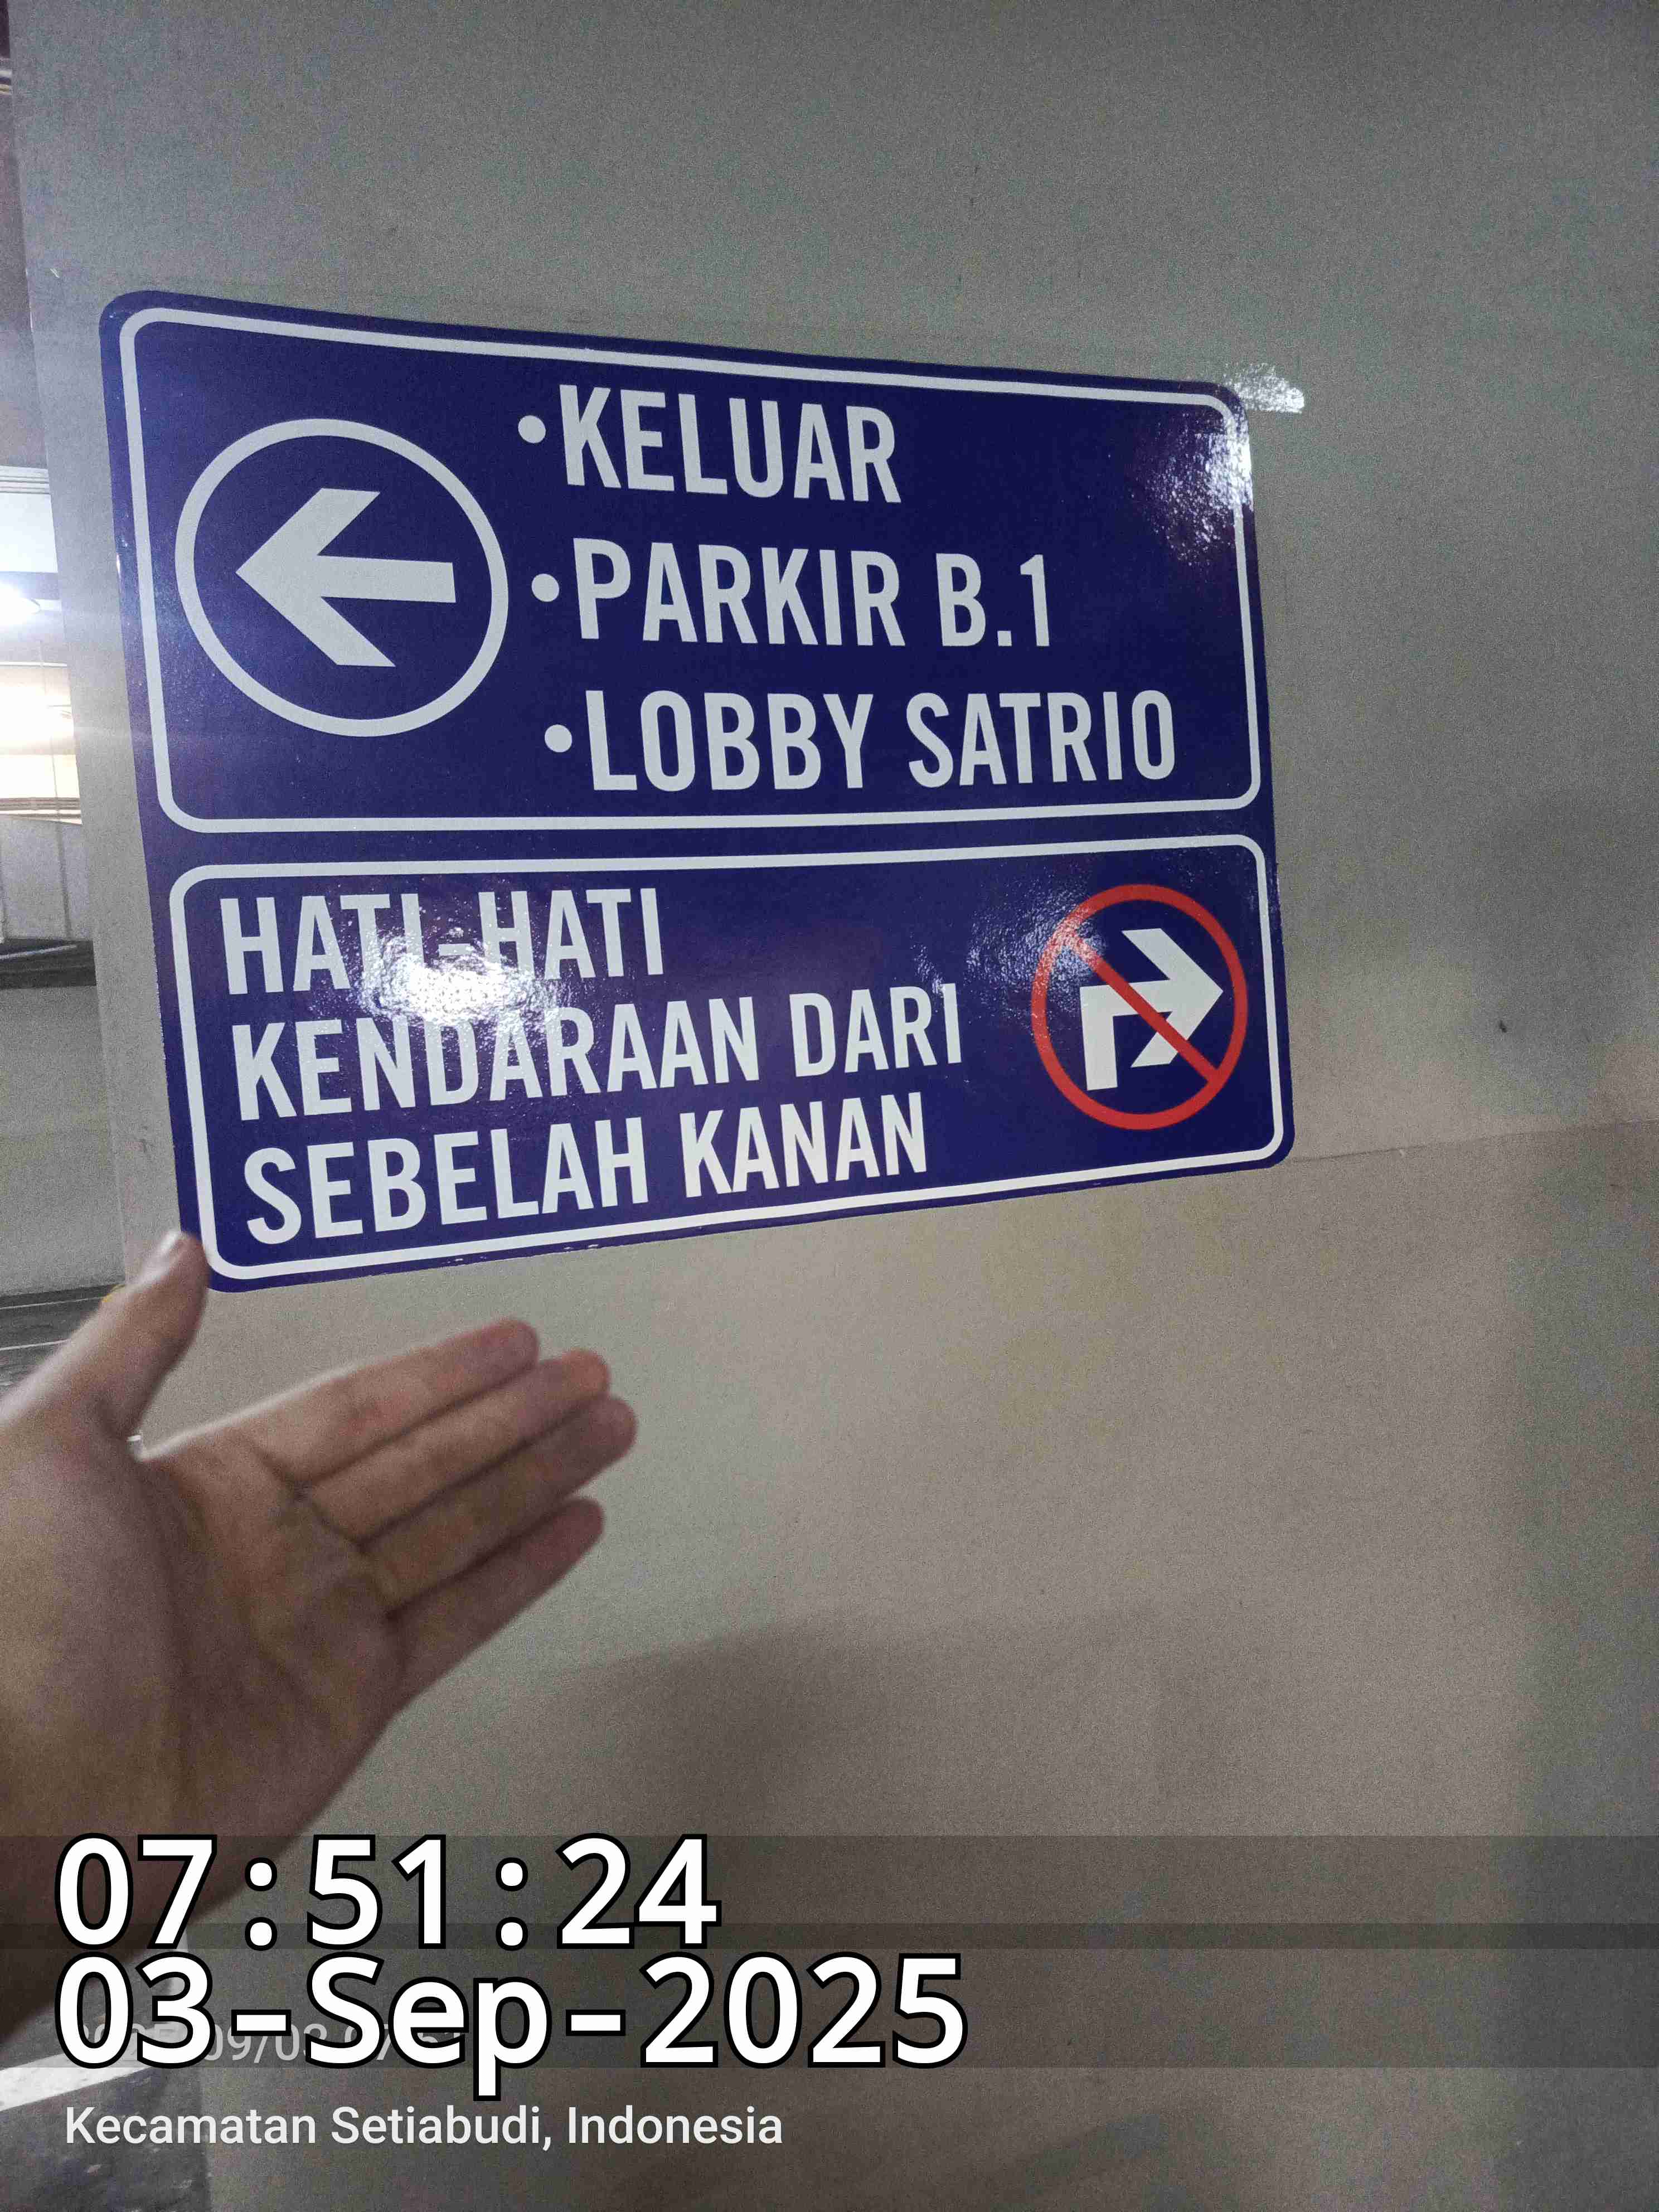 •KELUAR
•PARKIR B.1
•LOBBY SATRIO
HATI-HATI
KENDARAAN DARI
SEBELAH KANAN
07:51:24
03-Sep-2025
Kecamatan Setiabudi, Indonesia